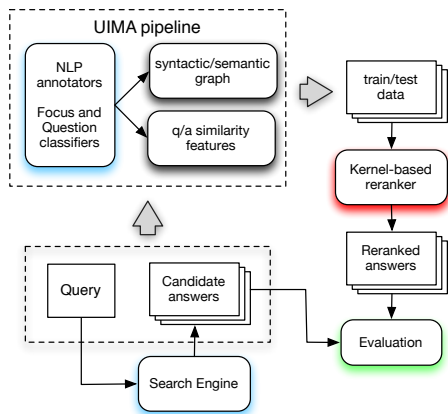 UIMA pipeline
NLP
annotators
Focus and
Question
classifiers
syntactic/semantic
graph
q/a similarity
features
train/test
data
Kernel-based
reranker
Reranked
answers
Evaluation
Query
Candidate
answers
Search Engine